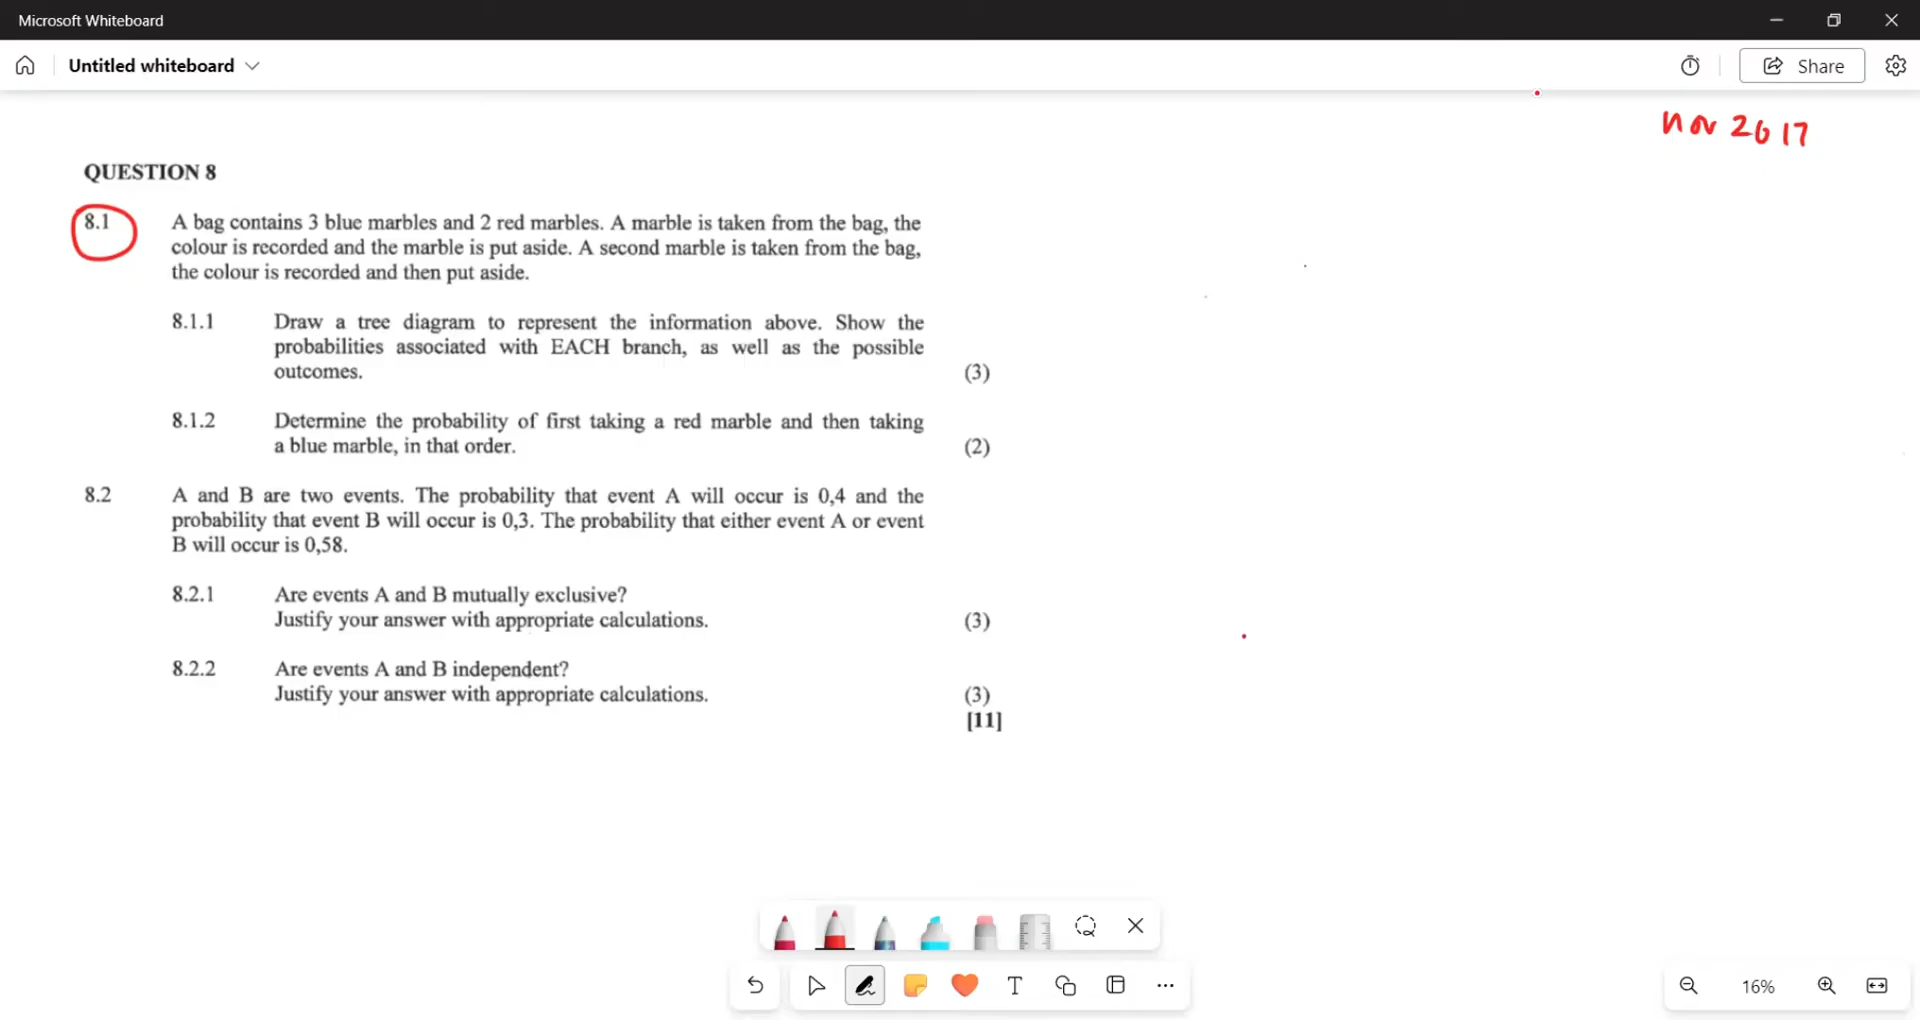 Microsoft Whiteboard
Untitled whiteboard
Share
Nov 2017
QUESTION 8
8.1 A bag contains 3 blue marbles and 2 red marbles. A marble is taken from the bag, the
colour is recorded and the marble is put aside. A second marble is taken from the bag,
the colour is recorded and then put aside.
8.1.1 Draw a tree diagram to represent the information above. Show the
probabilities associated with EACH branch, as well as the possible
outcomes. (3)
8.1.2 Determine the probability of first taking a red marble and then taking
a blue marble, in that order. (2)
8.2 A and B are two events. The probability that event A will occur is 0,4 and the
probability that event B will occur is 0,3. The probability that either event A or event
B will occur is 0,58.
8.2.1 Are events A and B mutually exclusive?
Justify your answer with appropriate calculations. (3)
8.2.2 Are events A and B independent?
Justify your answer with appropriate calculations. (3)
[11]
16%